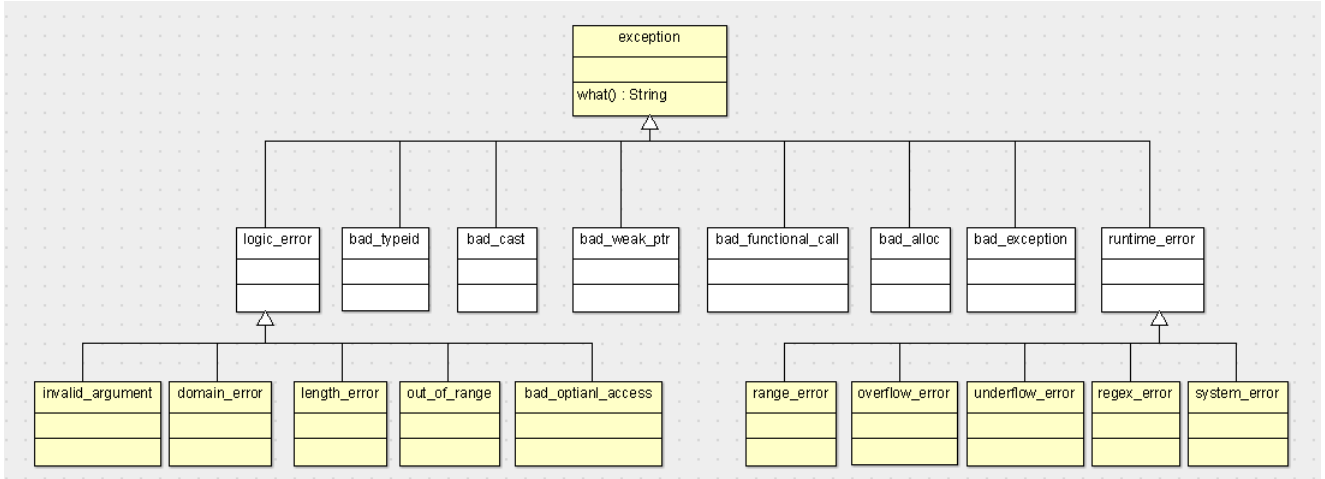 exception
what() : String
logic_error
bad_typeid
bad_cast
bad_weak_ptr
bad_functional_call
bad_alloc
bad_exception
runtime_error
invalid_argument
domain_error
length_error
out_of_range
bad_optianl_access
range_error
overflow_error
underflow_error
regex_error
system_error